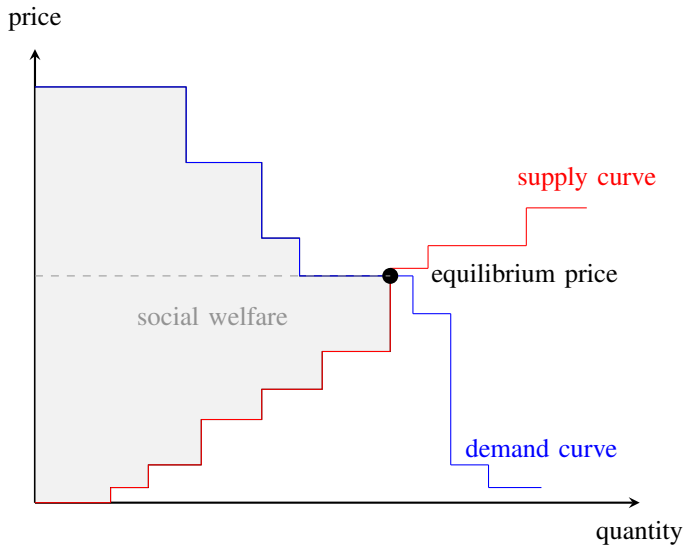 price
supply curve
equilibrium price
social welfare
demand curve
quantity